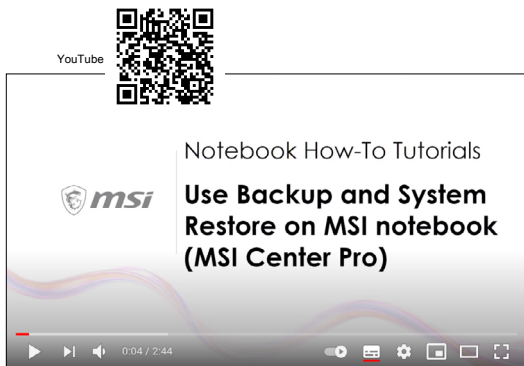 YouTube
Notebook How-To Tutorials
msi
Use Backup and System
Restore on MSI notebook
(MSI Center Pro)
0:04 / 2:44